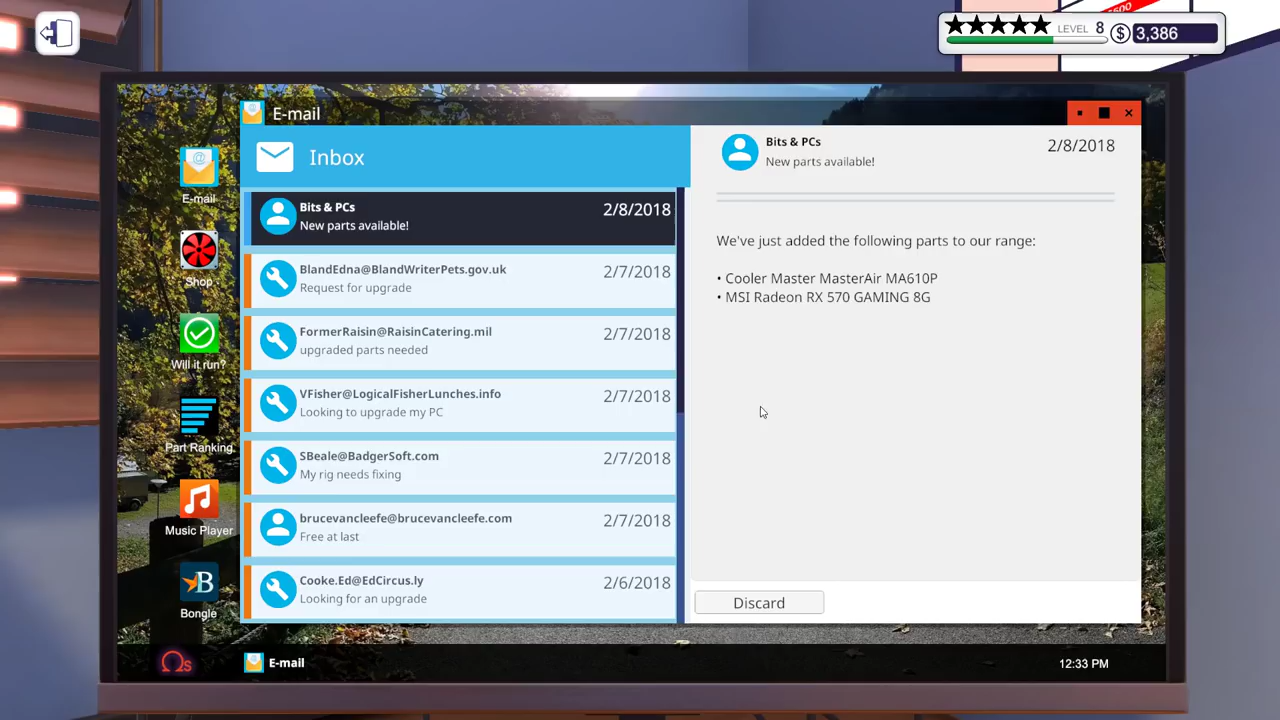 LEVEL 8
$ 3,386
E-mail
Inbox
Bits & PCs
New parts available!
2/8/2018
BlandEdna@BlandWriterPets.gov.uk
Request for upgrade
2/7/2018
FormerRaisin@RaisinCatering.mil
upgraded parts needed
2/7/2018
VFisher@LogicalFisherLunches.info
Looking to upgrade my PC
2/7/2018
SBeale@BadgerSoft.com
My rig needs fixing
2/7/2018
brucevancleefe@brucevancleefe.com
Free at last
2/7/2018
Cooke.Ed@EdCircus.ly
Looking for an upgrade
2/6/2018
Bits & PCs
New parts available!
2/8/2018
We've just added the following parts to our range:
• Cooler Master MasterAir MA610P
• MSI Radeon RX 570 GAMING 8G
Discard
E-mail
Shop
Will it run?
Part Ranking
Music Player
B
Bongle
Ωs
E-mail
12:33 PM